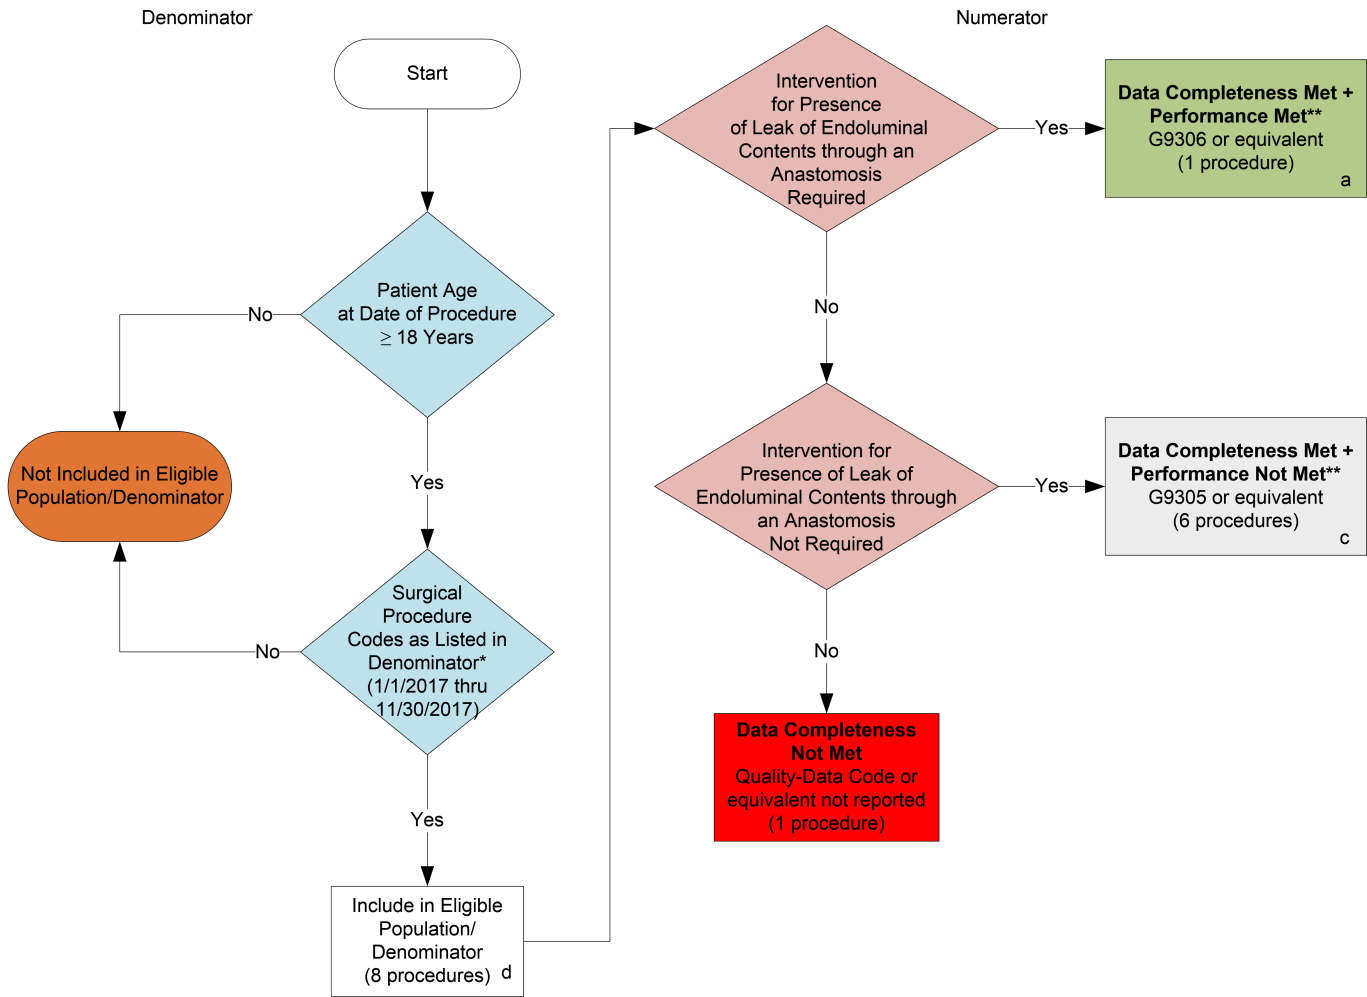 Denominator
Start
Patient Age
at Date of Procedure
≥ 18 Years
No
Yes
Not Included in Eligible
Population/Denominator
Surgical
Procedure
Codes as Listed in
Denominator*
(1/1/2017 thru
11/30/2017)
No
Yes
Include in Eligible
Population/
Denominator
(8 procedures)
d
Numerator
Intervention
for Presence
of Leak of Endoluminal
Contents through an
Anastomosis
Required
Yes
Data Completeness Met +
Performance Met**
G9306 or equivalent
(1 procedure)
a
No
Intervention for
Presence of Leak of
Endoluminal Contents through
an Anastomosis
Not Required
Yes
Data Completeness Met +
Performance Not Met**
G9305 or equivalent
(6 procedures)
c
No
Data Completeness
Not Met
Quality-Data Code or
equivalent not reported
(1 procedure)